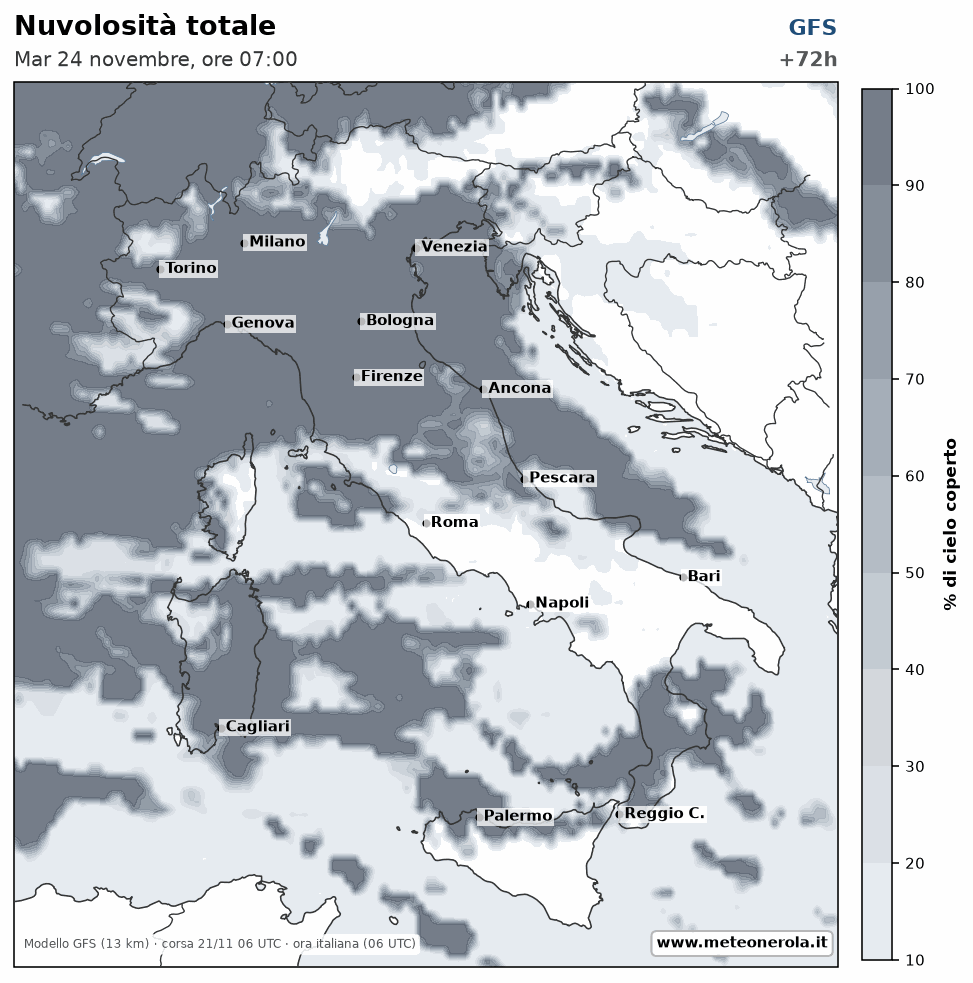 Nuvolosità totale
GFS
Mar 24 novembre, ore 07:00
+72h
100
90
80
70
60
50
40
30
20
10
% di cielo coperto
Milano
Venezia
Torino
Genova
Bologna
Firenze
Ancona
Pescara
Roma
Bari
Napoli
Cagliari
Palermo
Reggio C.
Modello GFS (13 km) · corsa 21/11 06 UTC · ora italiana (06 UTC)
www.meteonerola.it